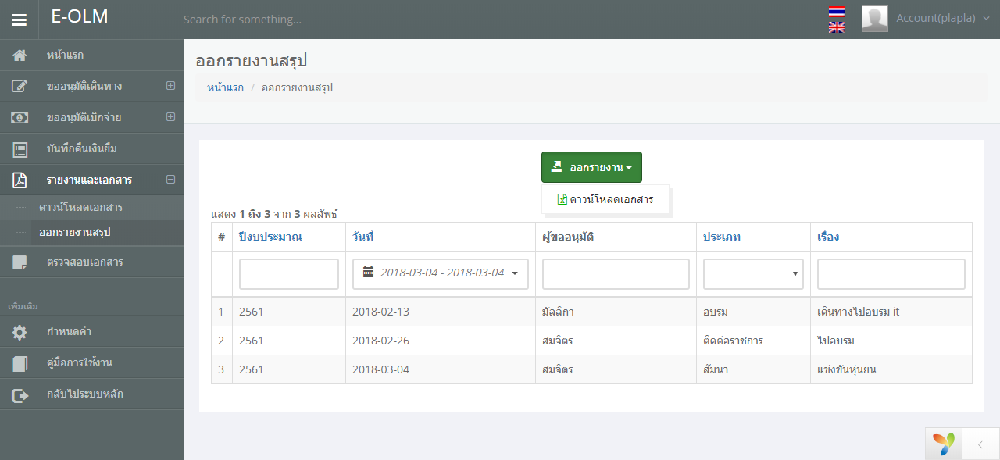 E-OLM
Search for something...
Account(plapla)
หน้าแรก
ขออนุมัติเดินทาง
ขออนุมัติเบิกจ่าย
บันทึกคืนเงินยืม
รายงานและเอกสาร
ดาวน์โหลดเอกสาร
ออกรายงานสรุป
ตรวจสอบเอกสาร
เพิ่มเติม
กำหนดค่า
คู่มือการใช้งาน
กลับไประบบหลัก
ออกรายงานสรุป
หน้าแรก / ออกรายงานสรุป
ออกรายงาน
ดาวน์โหลดเอกสาร
แสดง 1 ถึง 3 จาก 3 ผลลัพธ์
# ปีงบประมาณ วันที่ ผู้ขออนุมัติ ประเภท เรื่อง
2018-03-04 - 2018-03-04
1 2561 2018-02-13 มัลลิกา อบรม เดินทางไปอบรม it
2 2561 2018-02-26 สมจิตร ติดต่อราชการ ไปอบรม
3 2561 2018-03-04 สมจิตร สัมนา แข่งขันหุ่นยน